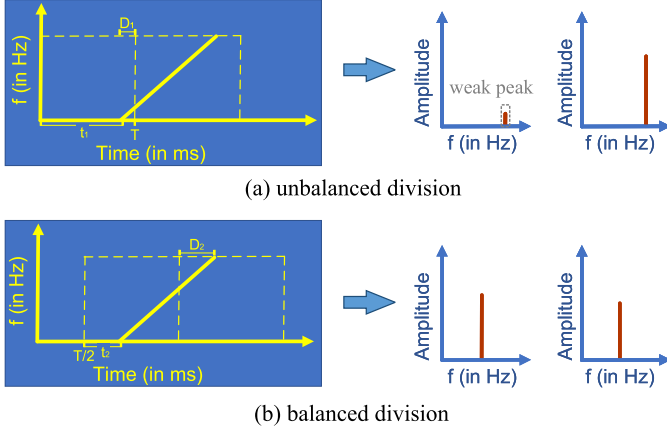 D1
f (in Hz)
t1
T
Time (in ms)
Amplitude
weak peak
f (in Hz)
Amplitude
f (in Hz)
(a) unbalanced division
D2
f (in Hz)
T/2
t2
Time (in ms)
Amplitude
f (in Hz)
Amplitude
f (in Hz)
(b) balanced division